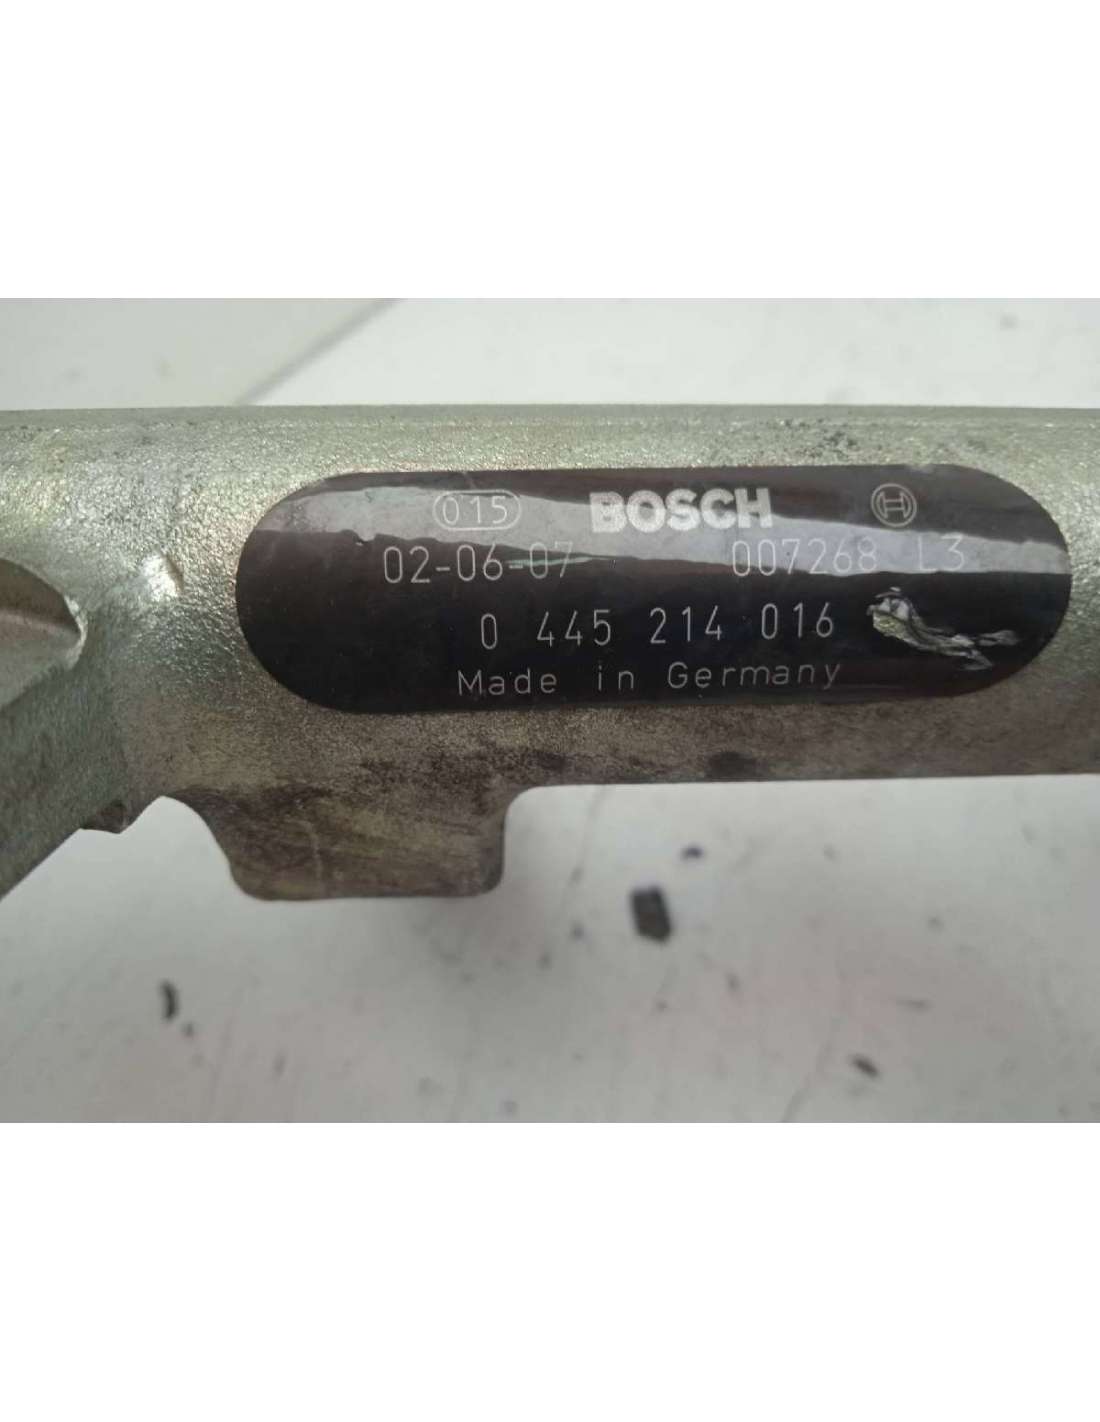 015 BOSCH
02-06-07 007268 L3
0 445 214 016
Made in Germany